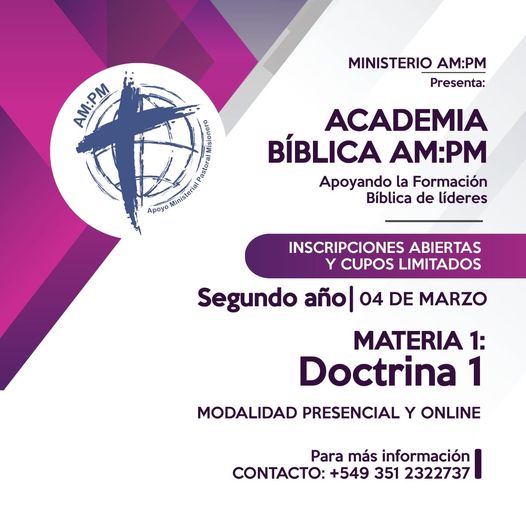 MINISTERIO AM:PM
Presenta:
ACADEMIA
BÍBLICA AM:PM
Apoyando la Formación
Bíblica de líderes
AM:PM
Apoyo Ministerial Pastoral Misionero
INSCRIPCIONES ABIERTAS
Y CUPOS LIMITADOS
Segundo año| 04 DE MARZO
MATERIA 1:
Doctrina 1
MODALIDAD PRESENCIAL Y ONLINE
Para más información
CONTACTO: +549 351 2322737